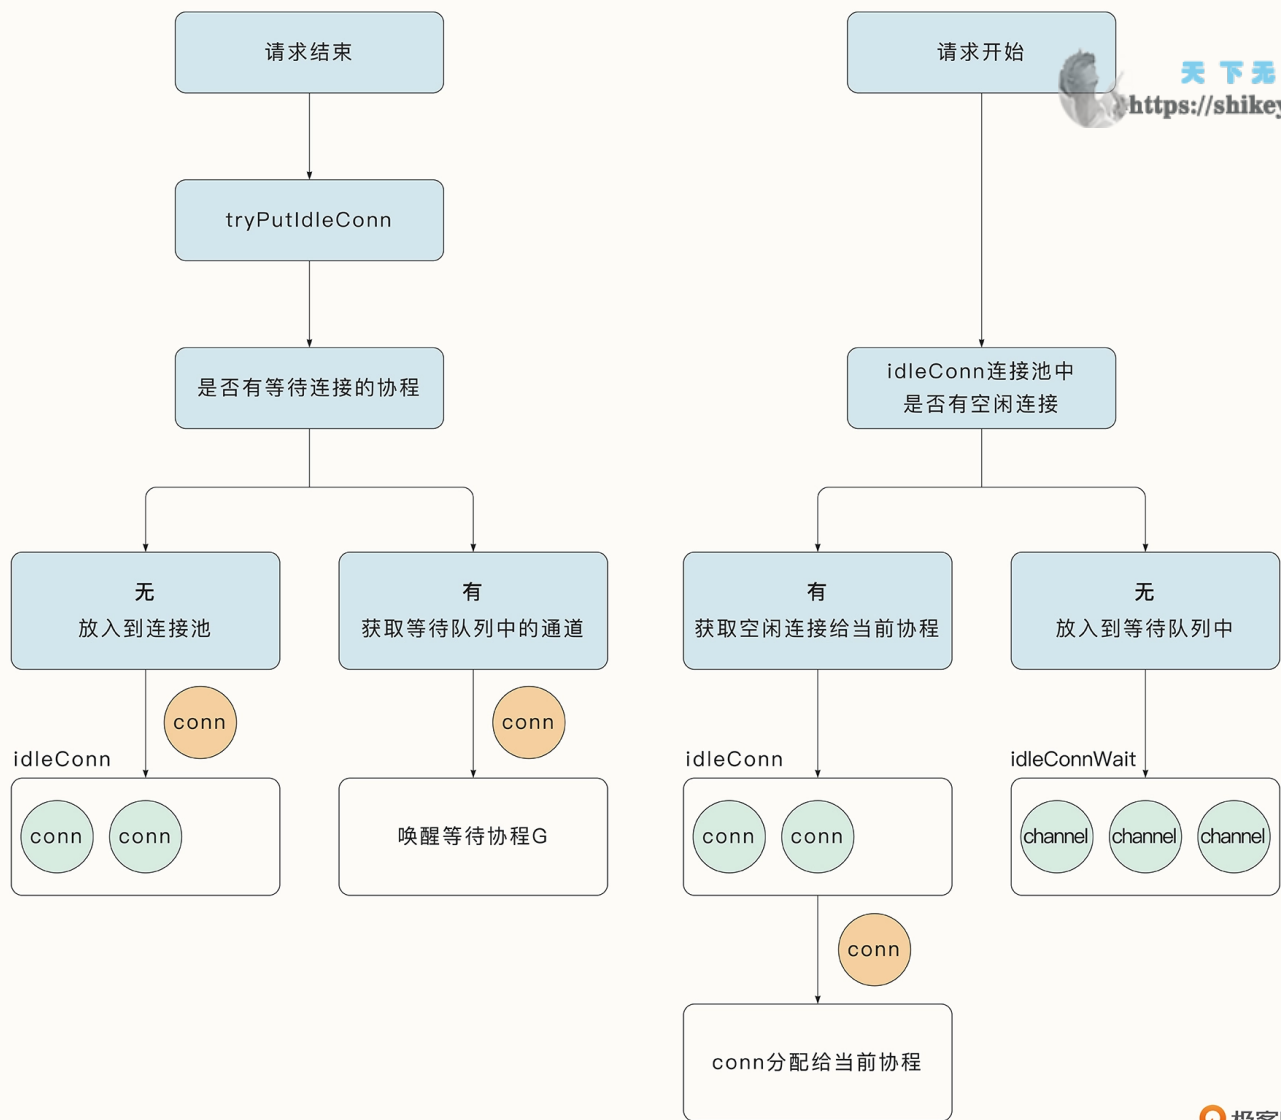 请求结束
tryPutIdleConn
是否有等待连接的协程
无
放入到连接池
有
获取等待队列中的通道
conn
conn
idleConn
conn
conn
唤醒等待协程G
请求开始
天下无
https://shikey
idleConn连接池中
是否有空闲连接
有
获取空闲连接给当前协程
无
放入到等待队列中
idleConn
conn
conn
idleConnWait
channel
channel
channel
conn
conn分配给当前协程
极客